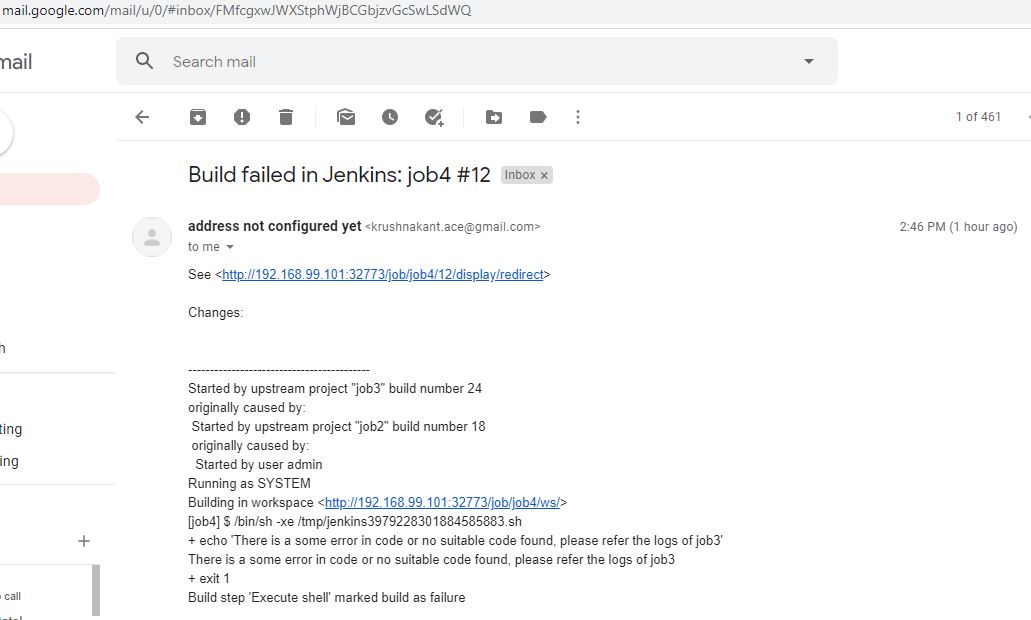 mail.google.com/mail/u/0/#inbox/FMfcgxwJWXStphWjBCGbjzvGcSwLSdWQ
mail
Search mail
1 of 461
Build failed in Jenkins: job4 #12 Inbox x
address not configured yet <krushnakant.ace@gmail.com> 2:46 PM (1 hour ago)
to me
See <http://192.168.99.101:32773/job/job4/12/display/redirect>
Changes:
------------------------------------------
Started by upstream project "job3" build number 24
originally caused by:
Started by upstream project "job2" build number 18
originally caused by:
Started by user admin
Running as SYSTEM
Building in workspace <http://192.168.99.101:32773/job/job4/ws/>
[job4] $ /bin/sh -xe /tmp/jenkins3979228301884585883.sh
+ echo 'There is a some error in code or no suitable code found, please refer the logs of job3'
There is a some error in code or no suitable code found, please refer the logs of job3
+ exit 1
Build step 'Execute shell' marked build as failure
h
ting
ing
call